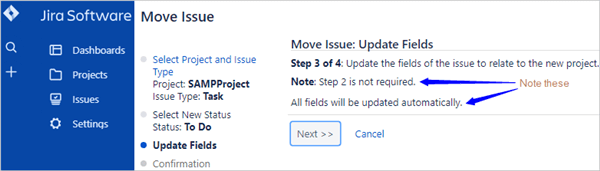 Jira Software
Dashboards
Projects
Issues
Settings
Move Issue
Select Project and Issue
Type
Project: SAMPProject
Issue Type: Task
Select New Status
Status: To Do
Update Fields
Confirmation
Move Issue: Update Fields
Step 3 of 4: Update the fields of the issue to relate to the new project.
Note: Step 2 is not required.
Note these
All fields will be updated automatically.
Next >>
Cancel